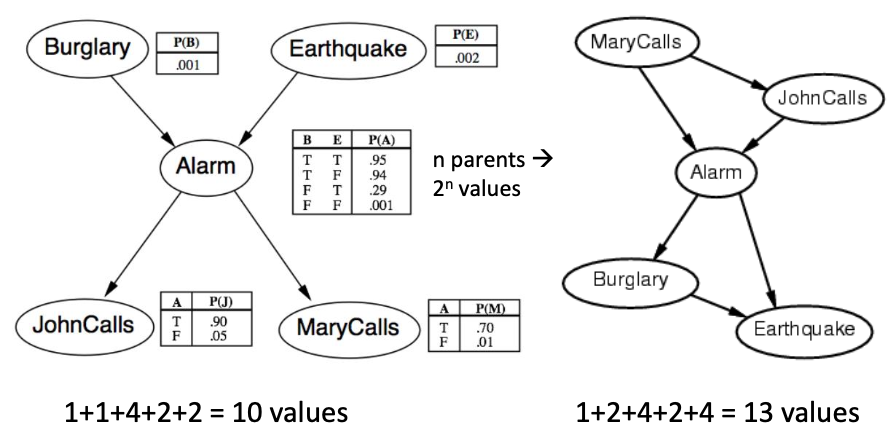 Burglary
P(B)
.001
Earthquake
P(E)
.002
Alarm
B E P(A)
T T .95
T F .94
F T .29
F F .001
JohnCalls
A P(J)
T .90
F .05
MaryCalls
A P(M)
T .70
F .01
1+1+4+2+2 = 10 values
n parents →
2ⁿ values
MaryCalls
JohnCalls
Alarm
Burglary
Earthquake
1+2+4+2+4 = 13 values